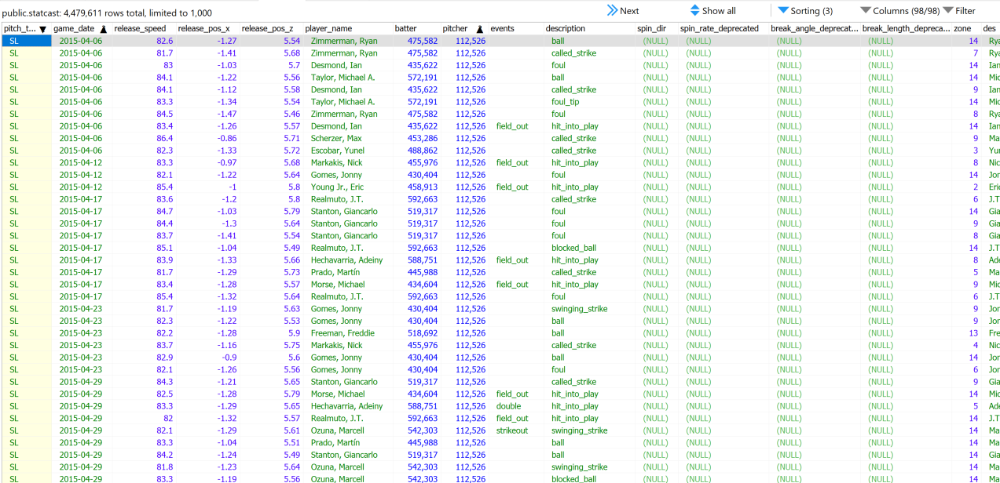 public.statcast: 4,479,611 rows total, limited to 1,000 Next Show all Sorting (3) Columns (98/98) Filter
pitch_t... game_date release_speed release_pos_x release_pos_z player_name batter pitcher events description spin_dir spin_rate_deprecated break_angle_deprecat... break_length_depreca... zone des
SL 2015-04-06 82.6 -1.27 5.54 Zimmerman, Ryan 475,582 112,526 ball (NULL) (NULL) (NULL) (NULL) 14 Rya
SL 2015-04-06 81.7 -1.41 5.68 Zimmerman, Ryan 475,582 112,526 called_strike (NULL) (NULL) (NULL) (NULL) 7 Rya
SL 2015-04-06 83 -1.03 5.7 Desmond, Ian 435,622 112,526 foul (NULL) (NULL) (NULL) (NULL) 14 Ian
SL 2015-04-06 84.1 -1.22 5.56 Taylor, Michael A. 572,191 112,526 ball (NULL) (NULL) (NULL) (NULL) 14 Mic
SL 2015-04-06 84.1 -1.12 5.58 Desmond, Ian 435,622 112,526 called_strike (NULL) (NULL) (NULL) (NULL) 9 Ian
SL 2015-04-06 83.3 -1.34 5.54 Taylor, Michael A. 572,191 112,526 foul_tip (NULL) (NULL) (NULL) (NULL) 14 Mic
SL 2015-04-06 84.5 -1.47 5.46 Zimmerman, Ryan 475,582 112,526 foul (NULL) (NULL) (NULL) (NULL) 8 Rya
SL 2015-04-06 83.4 -1.26 5.57 Desmond, Ian 435,622 112,526 field_out hit_into_play (NULL) (NULL) (NULL) (NULL) 14 Ian
SL 2015-04-06 86.4 -0.86 5.71 Scherzer, Max 453,286 112,526 called_strike (NULL) (NULL) (NULL) (NULL) 9 Ma
SL 2015-04-06 82.3 -1.33 5.72 Escobar, Yunel 488,862 112,526 called_strike (NULL) (NULL) (NULL) (NULL) 3 Yun
SL 2015-04-12 83.3 -0.97 5.68 Markakis, Nick 455,976 112,526 field_out hit_into_play (NULL) (NULL) (NULL) (NULL) 8 Nic
SL 2015-04-12 82.1 -1.22 5.64 Gomes, Jonny 430,404 112,526 foul (NULL) (NULL) (NULL) (NULL) 14 Jon
SL 2015-04-12 85.4 -1 5.8 Young Jr., Eric 458,913 112,526 field_out hit_into_play (NULL) (NULL) (NULL) (NULL) 2 Eric
SL 2015-04-17 83.6 -1.2 5.8 Realmuto, J.T. 592,663 112,526 called_strike (NULL) (NULL) (NULL) (NULL) 6 J.T
SL 2015-04-17 84.7 -1.03 5.79 Stanton, Giancarlo 519,317 112,526 foul (NULL) (NULL) (NULL) (NULL) 14 Gia
SL 2015-04-17 84.4 -1.3 5.64 Stanton, Giancarlo 519,317 112,526 foul (NULL) (NULL) (NULL) (NULL) 9 Gia
SL 2015-04-17 83.7 -1.41 5.54 Stanton, Giancarlo 519,317 112,526 foul (NULL) (NULL) (NULL) (NULL) 8 Gia
SL 2015-04-17 85.1 -1.04 5.49 Realmuto, J.T. 592,663 112,526 blocked_ball (NULL) (NULL) (NULL) (NULL) 14 J.T
SL 2015-04-17 83.9 -1.33 5.66 Hechavarria, Adeiny 588,751 112,526 field_out hit_into_play (NULL) (NULL) (NULL) (NULL) 8 Ade
SL 2015-04-17 81.7 -1.29 5.73 Prado, Martín 445,988 112,526 called_strike (NULL) (NULL) (NULL) (NULL) 5 Ma
SL 2015-04-17 83.4 -1.28 5.57 Morse, Michael 434,604 112,526 field_out hit_into_play (NULL) (NULL) (NULL) (NULL) 9 Mic
SL 2015-04-17 85.4 -1.32 5.64 Realmuto, J.T. 592,663 112,526 foul (NULL) (NULL) (NULL) (NULL) 6 J.T
SL 2015-04-23 81.7 -1.19 5.63 Gomes, Jonny 430,404 112,526 swinging_strike (NULL) (NULL) (NULL) (NULL) 9 Jon
SL 2015-04-23 82.3 -1.22 5.53 Gomes, Jonny 430,404 112,526 ball (NULL) (NULL) (NULL) (NULL) 9 Jon
SL 2015-04-23 82.2 -1.28 5.9 Freeman, Freddie 518,692 112,526 ball (NULL) (NULL) (NULL) (NULL) 13 Fre
SL 2015-04-23 83.7 -1.16 5.75 Markakis, Nick 455,976 112,526 called_strike (NULL) (NULL) (NULL) (NULL) 4 Nic
SL 2015-04-23 82.9 -0.9 5.6 Gomes, Jonny 430,404 112,526 ball (NULL) (NULL) (NULL) (NULL) 14 Jon
SL 2015-04-23 82.1 -1.26 5.56 Gomes, Jonny 430,404 112,526 foul (NULL) (NULL) (NULL) (NULL) 6 Jon
SL 2015-04-29 84.3 -1.21 5.65 Stanton, Giancarlo 519,317 112,526 called_strike (NULL) (NULL) (NULL) (NULL) 9 Gia
SL 2015-04-29 82.5 -1.28 5.79 Morse, Michael 434,604 112,526 field_out hit_into_play (NULL) (NULL) (NULL) (NULL) 14 Mic
SL 2015-04-29 83.3 -1.29 5.65 Hechavarria, Adeiny 588,751 112,526 double hit_into_play (NULL) (NULL) (NULL) (NULL) 5 Ade
SL 2015-04-29 82 -1.32 5.57 Realmuto, J.T. 592,663 112,526 field_out hit_into_play (NULL) (NULL) (NULL) (NULL) 14 J.T
SL 2015-04-29 82.1 -1.29 5.61 Ozuna, Marcell 542,303 112,526 strikeout swinging_strike (NULL) (NULL) (NULL) (NULL) 14 Ma
SL 2015-04-29 83.3 -1.04 5.51 Prado, Martín 445,988 112,526 ball (NULL) (NULL) (NULL) (NULL) 14 Ma
SL 2015-04-29 84.2 -1.24 5.49 Stanton, Giancarlo 519,317 112,526 ball (NULL) (NULL) (NULL) (NULL) 14 Gia
SL 2015-04-29 81.8 -1.23 5.64 Ozuna, Marcell 542,303 112,526 swinging_strike (NULL) (NULL) (NULL) (NULL) 14 Ma
SL 2015-04-29 83.3 -1.19 5.56 Ozuna, Marcell 542,303 112,526 blocked_ball (NULL) (NULL) (NULL) (NULL) 14 Ma